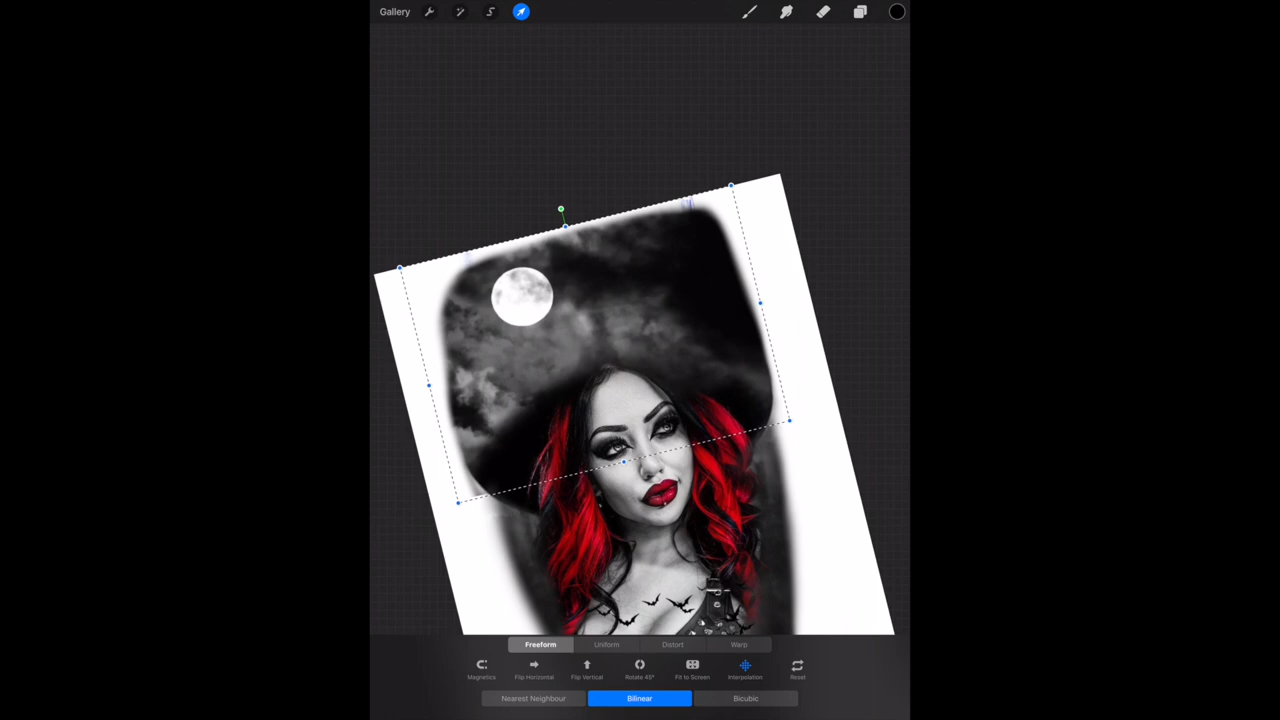 Gallery
Freeform Uniform Distort Warp
Magnetics Flip Horizontal Flip Vertical Rotate 45° Fit to Screen Interpolation Reset
Nearest Neighbour Bilinear Bicubic